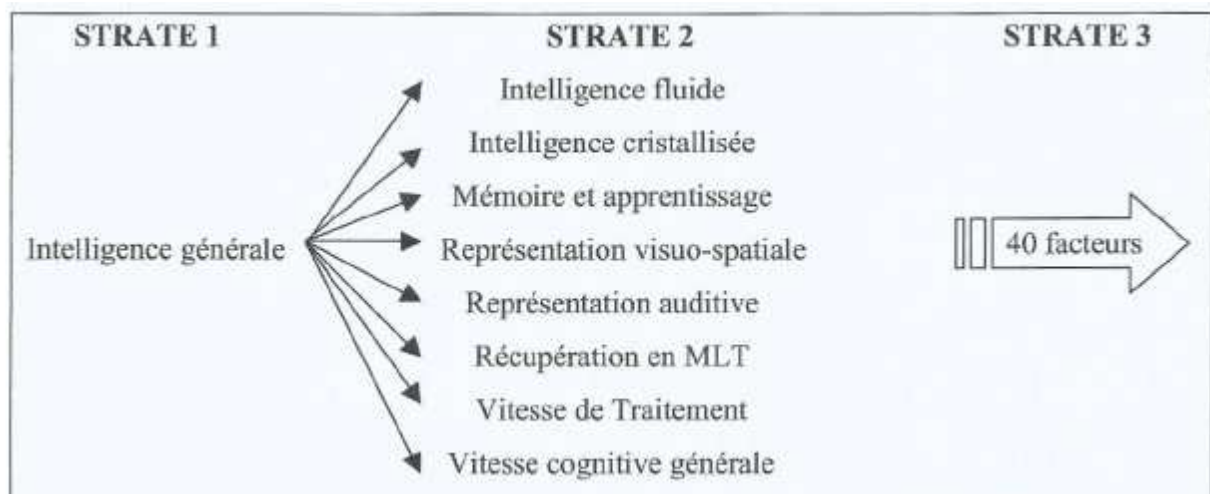 STRATE 1 STRATE 2 STRATE 3
Intelligence fluide
Intelligence cristallisée
Mémoire et apprentissage
Intelligence générale
Représentation visuo-spatiale
40 facteurs
Représentation auditive
Récupération en MLT
Vitesse de Traitement
Vitesse cognitive générale